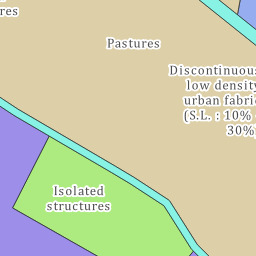 Pastures
Discontinuous
low density
urban fabric
(S.L. : 10%
30%
Isolated
structures